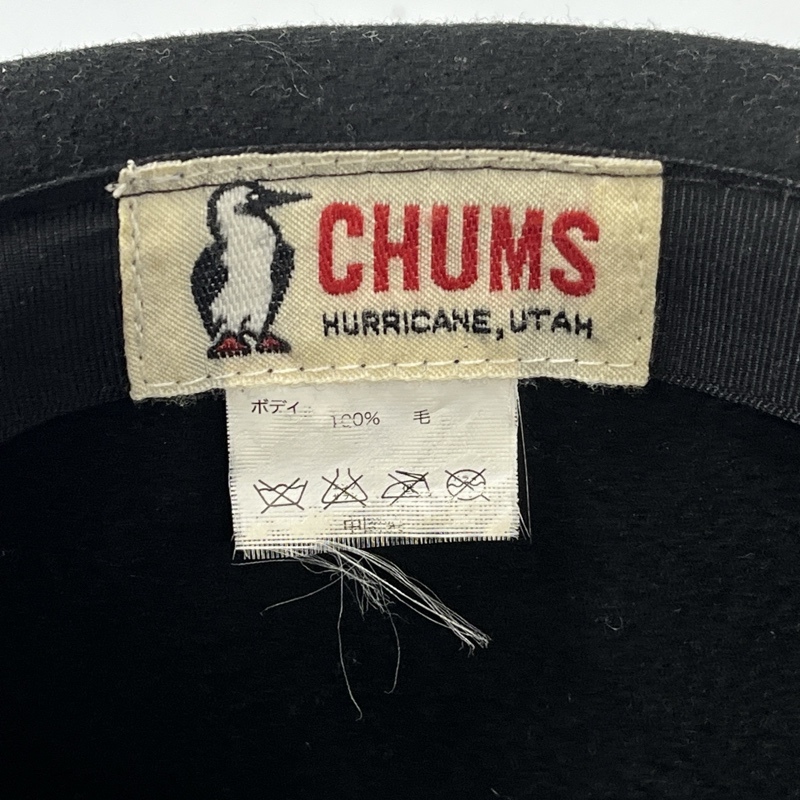 CHUMS
HURRICANE, UTAH
ボディ 100% 毛